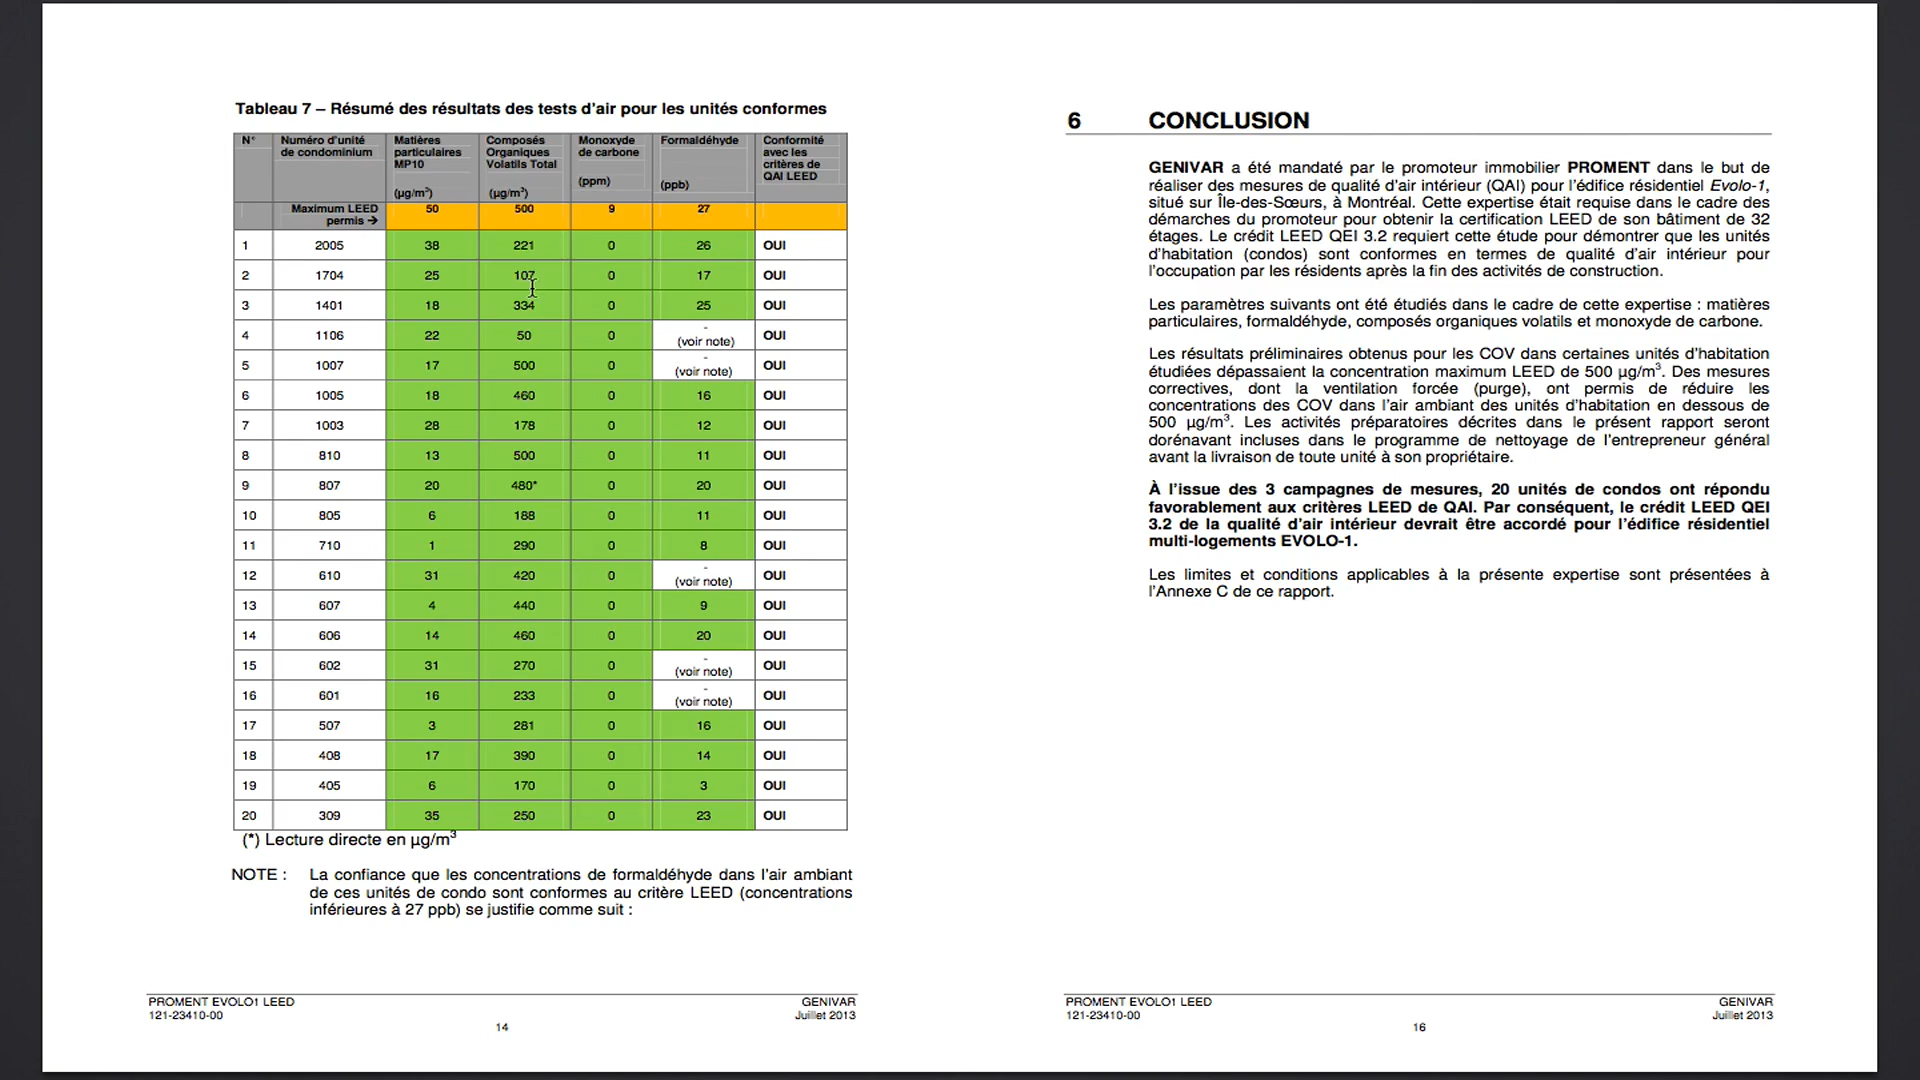 Tableau 7 – Résumé des résultats des tests d'air pour les unités conformes
N° Numéro d'unité de condominium Matières particulaires MP10 (µg/m³) Composés Organiques Volatils Total (µg/m³) Monoxyde de carbone (ppm) Formaldéhyde (ppb) Conformité avec les critères de QAI LEED
Maximum LEED permis → 50 500 9 27
1 2005 38 221 0 26 OUI
2 1704 25 107 0 17 OUI
3 1401 18 334 0 25 OUI
4 1106 22 50 0 - (voir note) OUI
5 1007 17 500 0 - (voir note) OUI
6 1005 18 460 0 16 OUI
7 1003 28 178 0 12 OUI
8 810 13 500 0 11 OUI
9 807 20 480* 0 20 OUI
10 805 6 188 0 11 OUI
11 710 1 290 0 8 OUI
12 610 31 420 0 - (voir note) OUI
13 607 4 440 0 9 OUI
14 606 14 460 0 20 OUI
15 602 31 270 0 - (voir note) OUI
16 601 16 233 0 - (voir note) OUI
17 507 3 281 0 16 OUI
18 408 17 390 0 14 OUI
19 405 6 170 0 3 OUI
20 309 35 250 0 23 OUI
(*) Lecture directe en µg/m³
NOTE : La confiance que les concentrations de formaldéhyde dans l'air ambiant
de ces unités de condo sont conformes au critère LEED (concentrations
inférieures à 27 ppb) se justifie comme suit :
PROMENT EVOLO1 LEED GENIVAR
121-23410-00 Juillet 2013
14
6 CONCLUSION
GENIVAR a été mandaté par le promoteur immobilier PROMENT dans le but de
réaliser des mesures de qualité d'air intérieur (QAI) pour l'édifice résidentiel Evolo-1,
situé sur Île-des-Sœurs, à Montréal. Cette expertise était requise dans le cadre des
démarches du promoteur pour obtenir la certification LEED de son bâtiment de 32
étages. Le crédit LEED QEI 3.2 requiert cette étude pour démontrer que les unités
d'habitation (condos) sont conformes en termes de qualité d'air intérieur pour
l'occupation par les résidents après la fin des activités de construction.
Les paramètres suivants ont été étudiés dans le cadre de cette expertise : matières
particulaires, formaldéhyde, composés organiques volatils et monoxyde de carbone.
Les résultats préliminaires obtenus pour les COV dans certaines unités d'habitation
étudiées dépassaient la concentration maximum LEED de 500 µg/m³. Des mesures
correctives, dont la ventilation forcée (purge), ont permis de réduire les
concentrations des COV dans l'air ambiant des unités d'habitation en dessous de
500 µg/m³. Les activités préparatoires décrites dans le présent rapport seront
dorénavant incluses dans le programme de nettoyage de l'entrepreneur général
avant la livraison de toute unité à son propriétaire.
À l'issue des 3 campagnes de mesures, 20 unités de condos ont répondu
favorablement aux critères LEED de QAI. Par conséquent, le crédit LEED QEI
3.2 de la qualité d'air intérieur devrait être accordé pour l'édifice résidentiel
multi-logements EVOLO-1.
Les limites et conditions applicables à la présente expertise sont présentées à
l'Annexe C de ce rapport.
PROMENT EVOLO1 LEED GENIVAR
121-23410-00 Juillet 2013
16